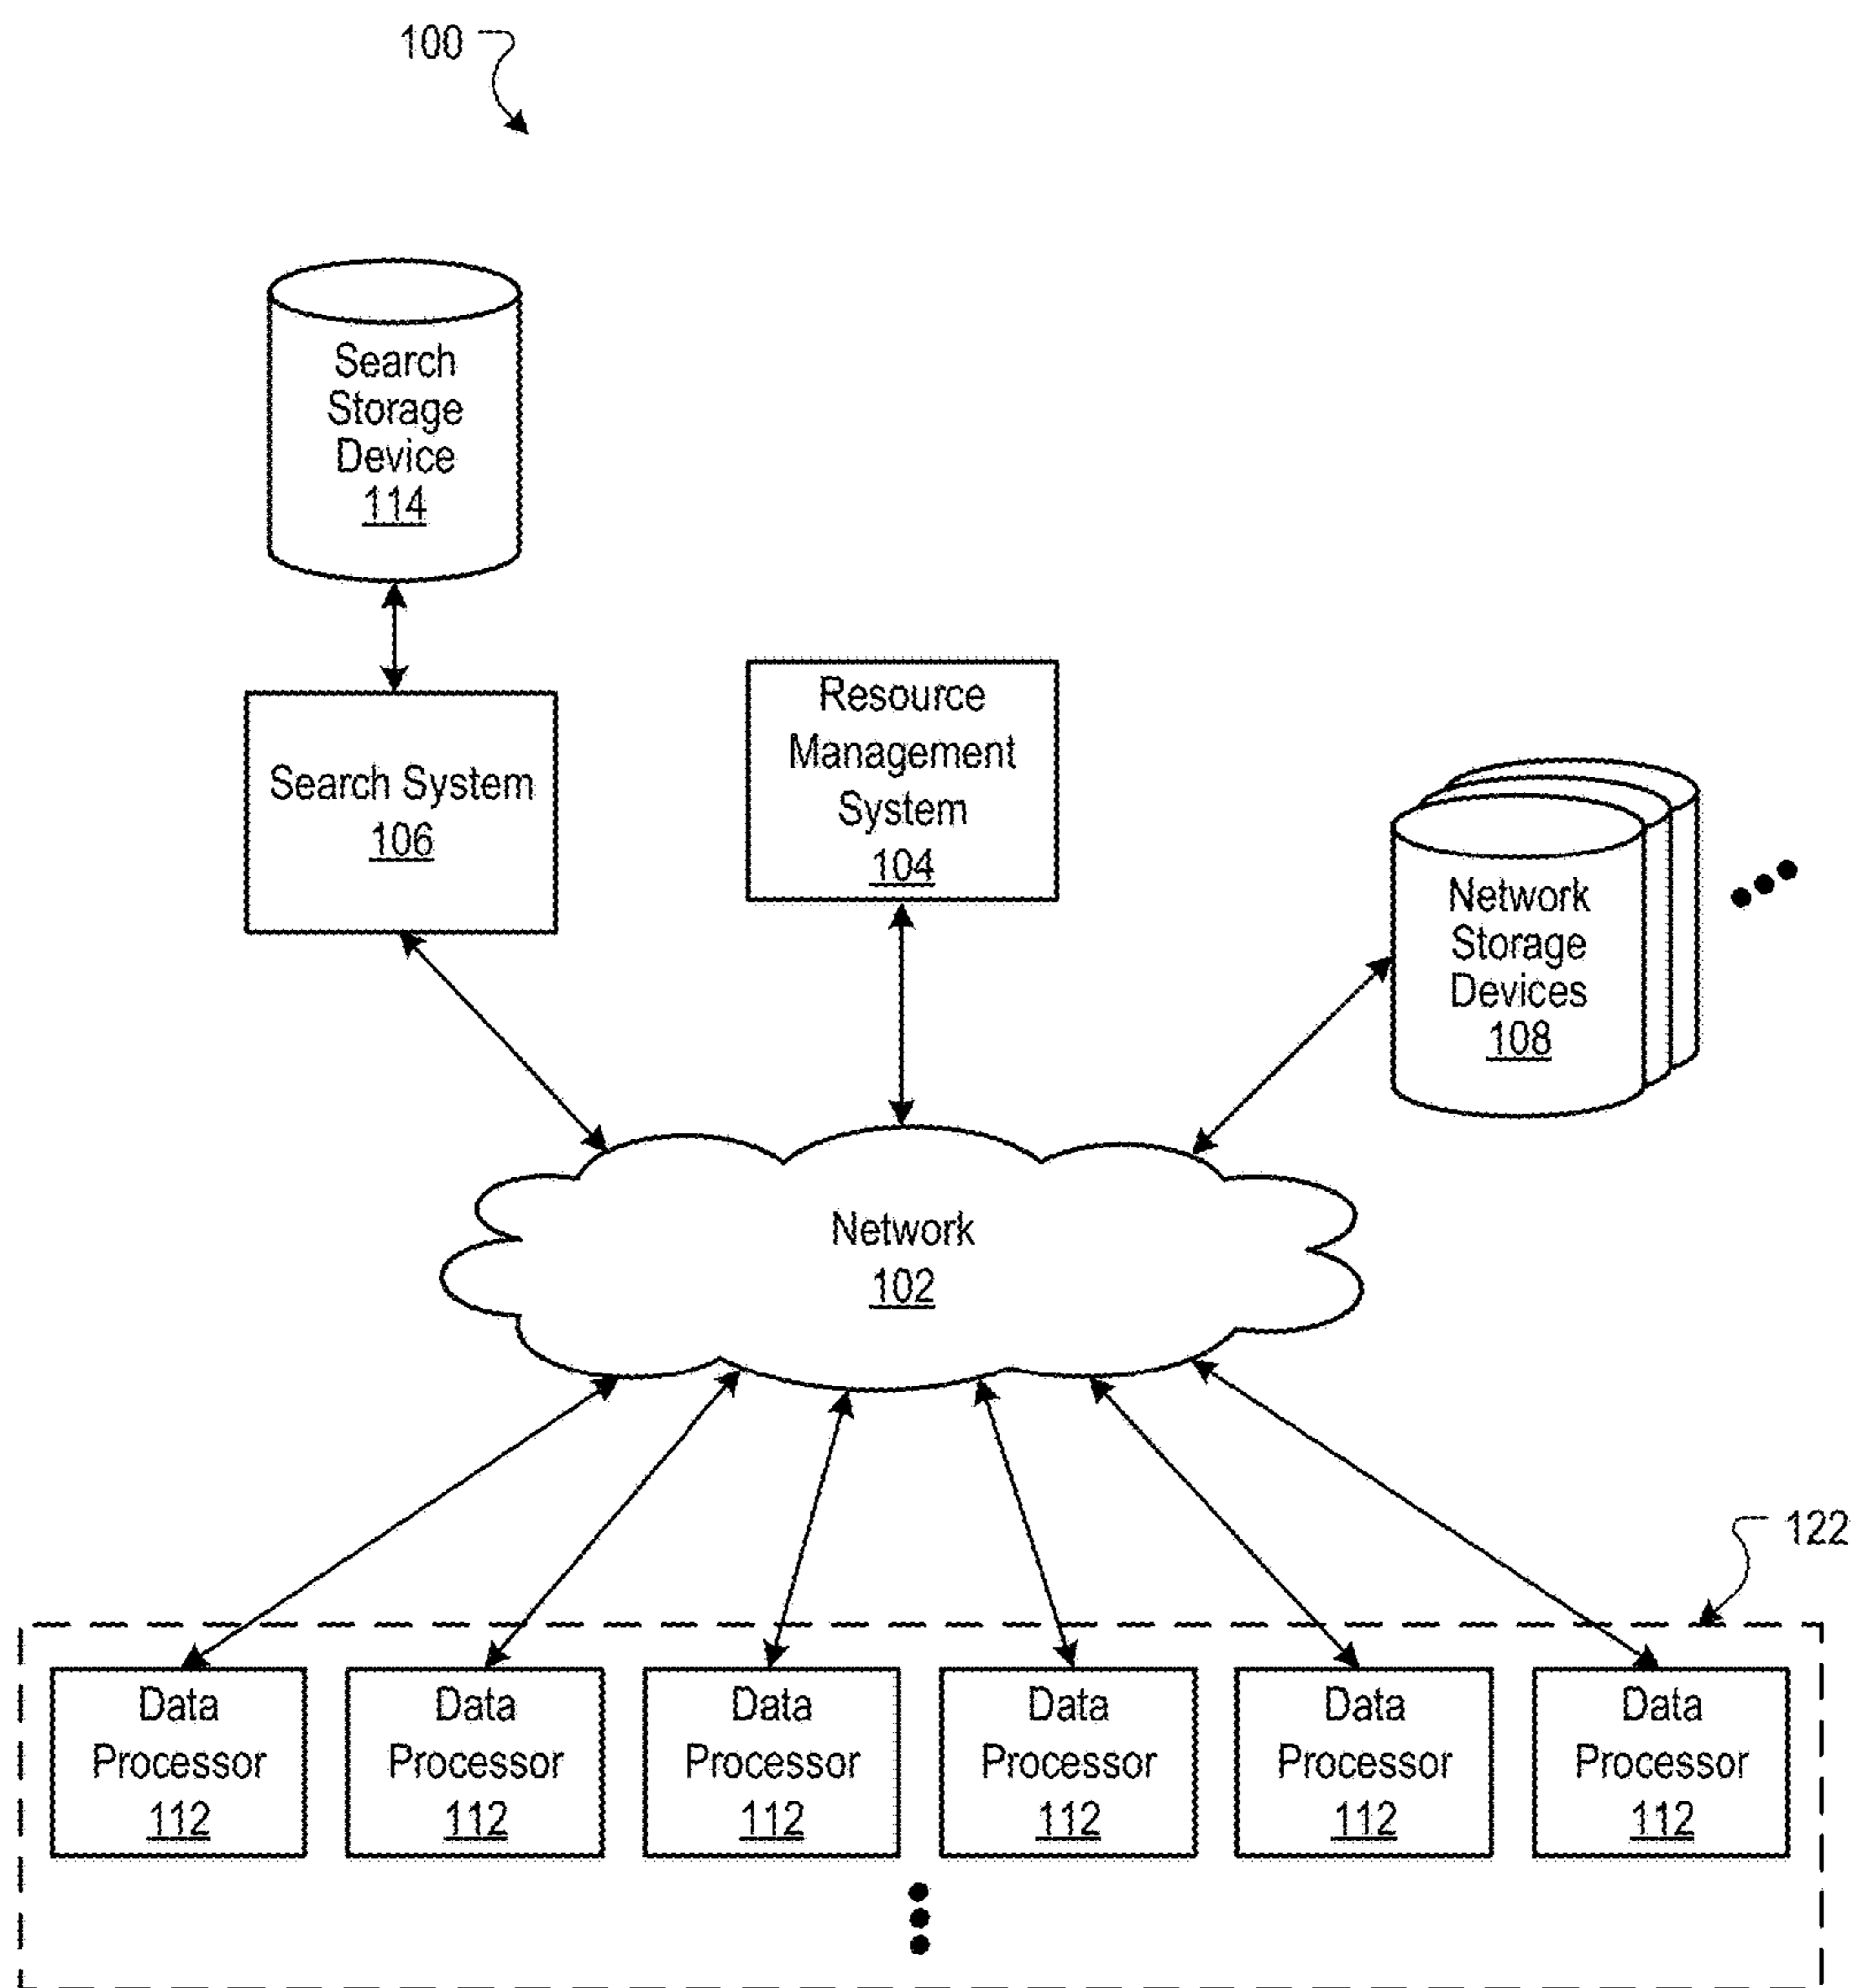 100
Search
Storage
Device
114
Search System
106
Resource
Management
System
104
Network
Storage
Devices
108
Network
102
122
Data
Processor
112
Data
Processor
112
Data
Processor
112
Data
Processor
112
Data
Processor
112
Data
Processor
112